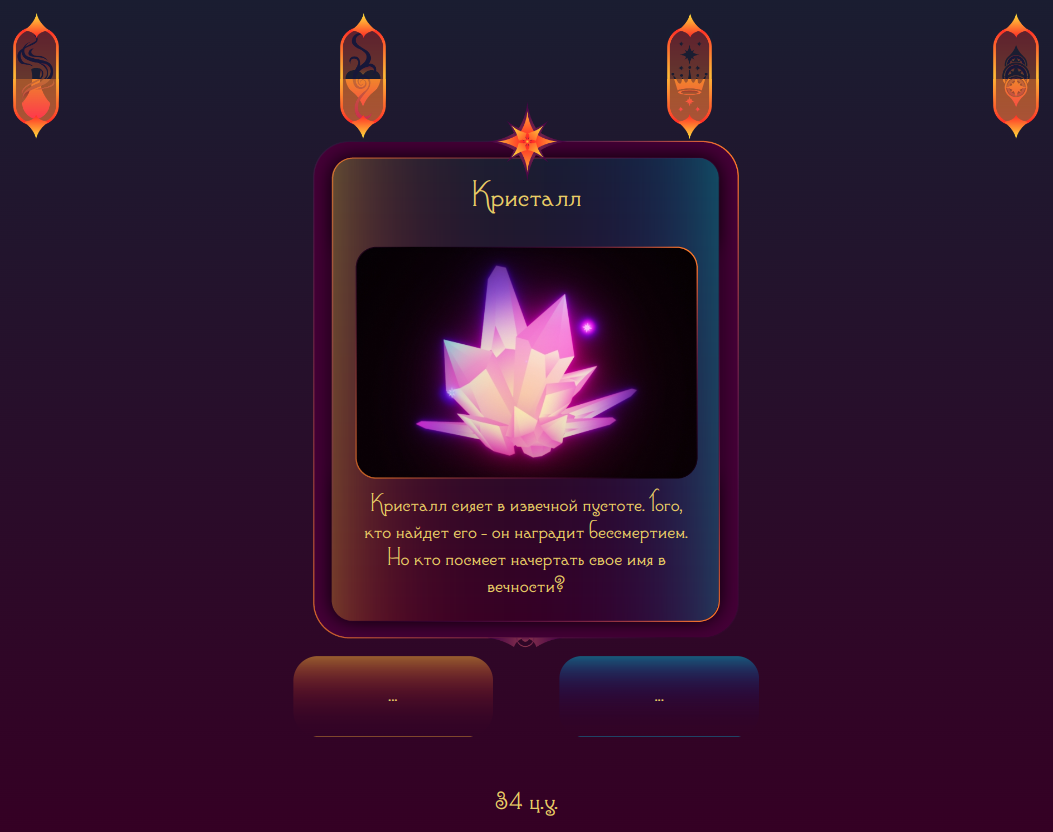 Кристалл
Кристалл сияет в извечной пустоте. Того,
кто найдет его - он наградит бессмертием.
Но кто посмеет начертать свое имя в
вечности?
...
...
34 ц.у.